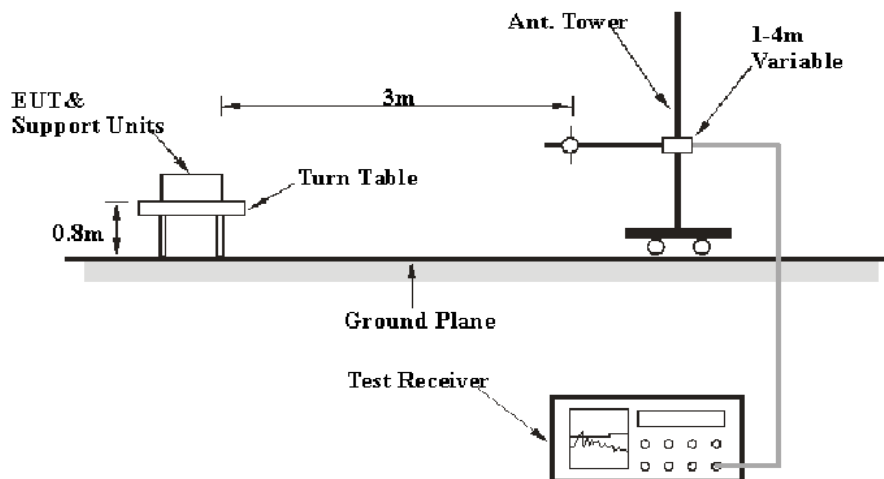 Ant. Tower
1-4m
Variable
3m
EUT&
Support Units
Turn Table
0.8m
Ground Plane
Test Receiver